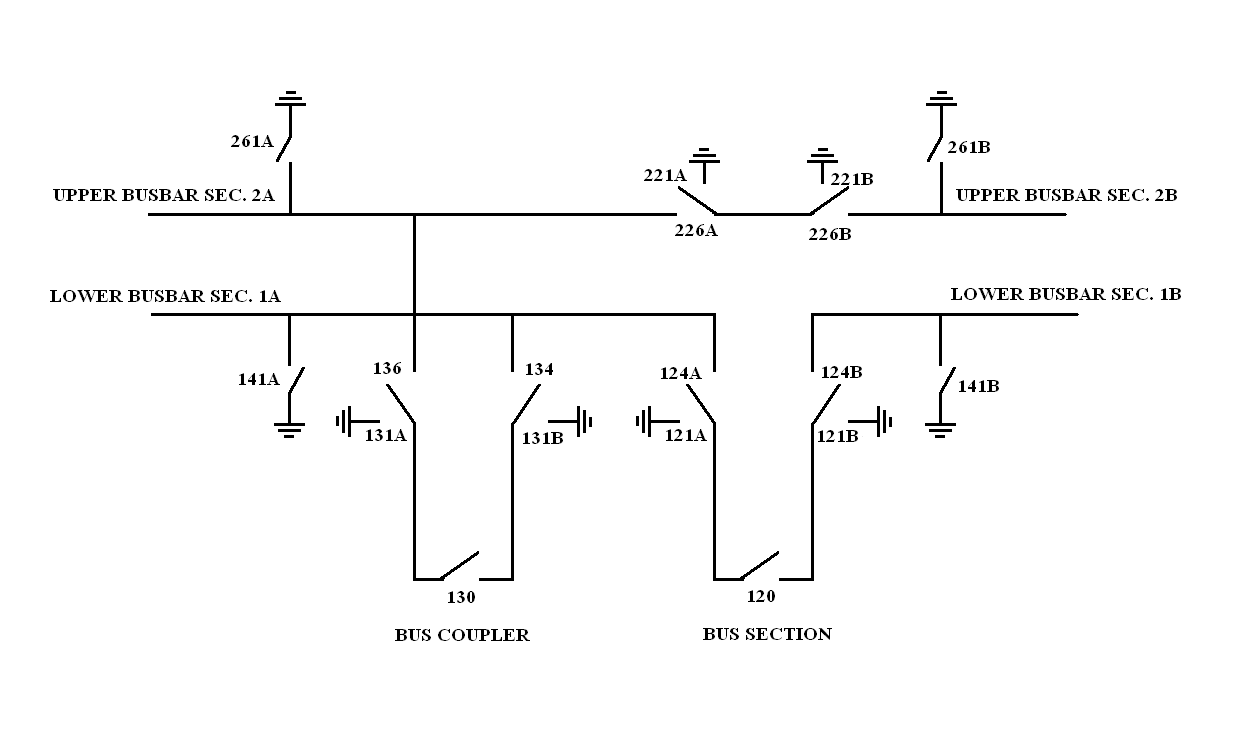 261A
261B
221A
221B
UPPER BUSBAR SEC. 2A
UPPER BUSBAR SEC. 2B
226A
226B
LOWER BUSBAR SEC. 1A
LOWER BUSBAR SEC. 1B
136
134
124A
124B
141A
141B
131A
131B
121A
121B
130
120
BUS COUPLER
BUS SECTION